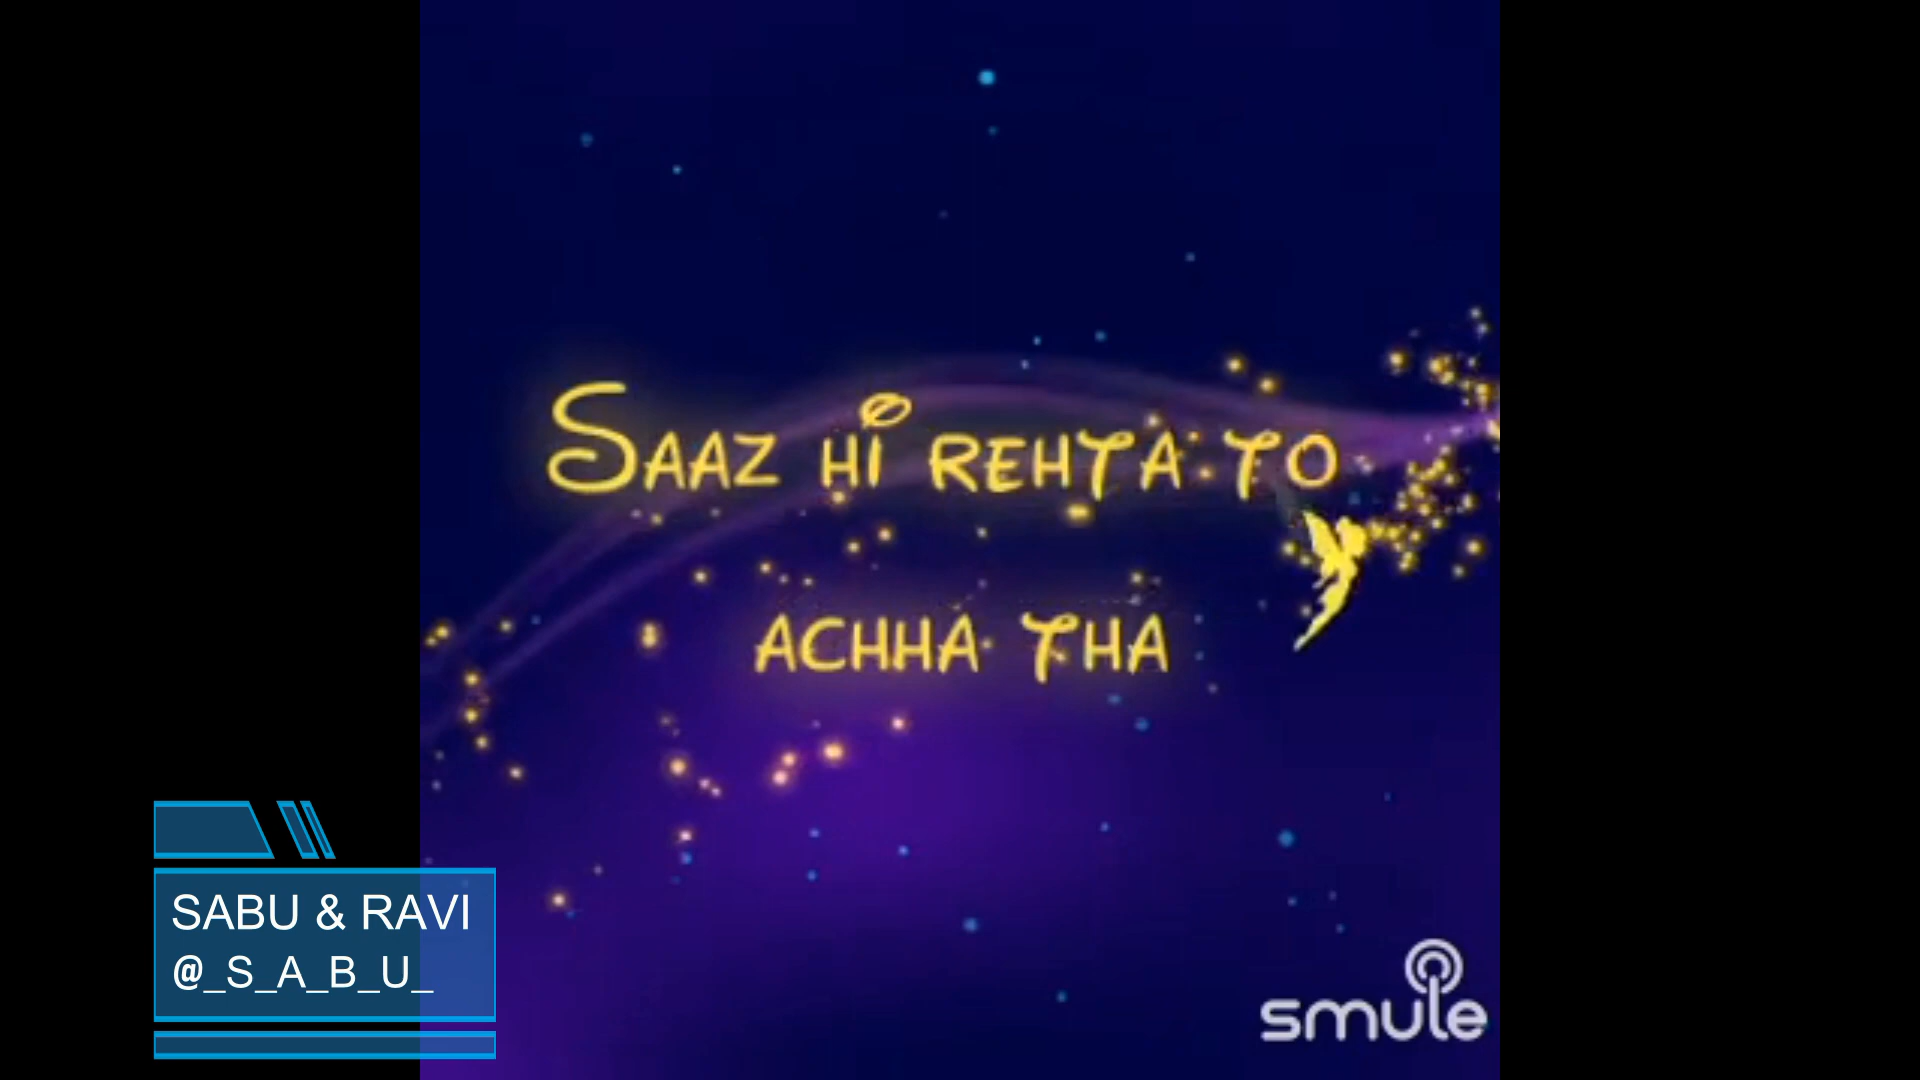 SAAZ HI REHTA TO
ACHHA THA
SABU & RAVI
@_S_A_B_U_
smule